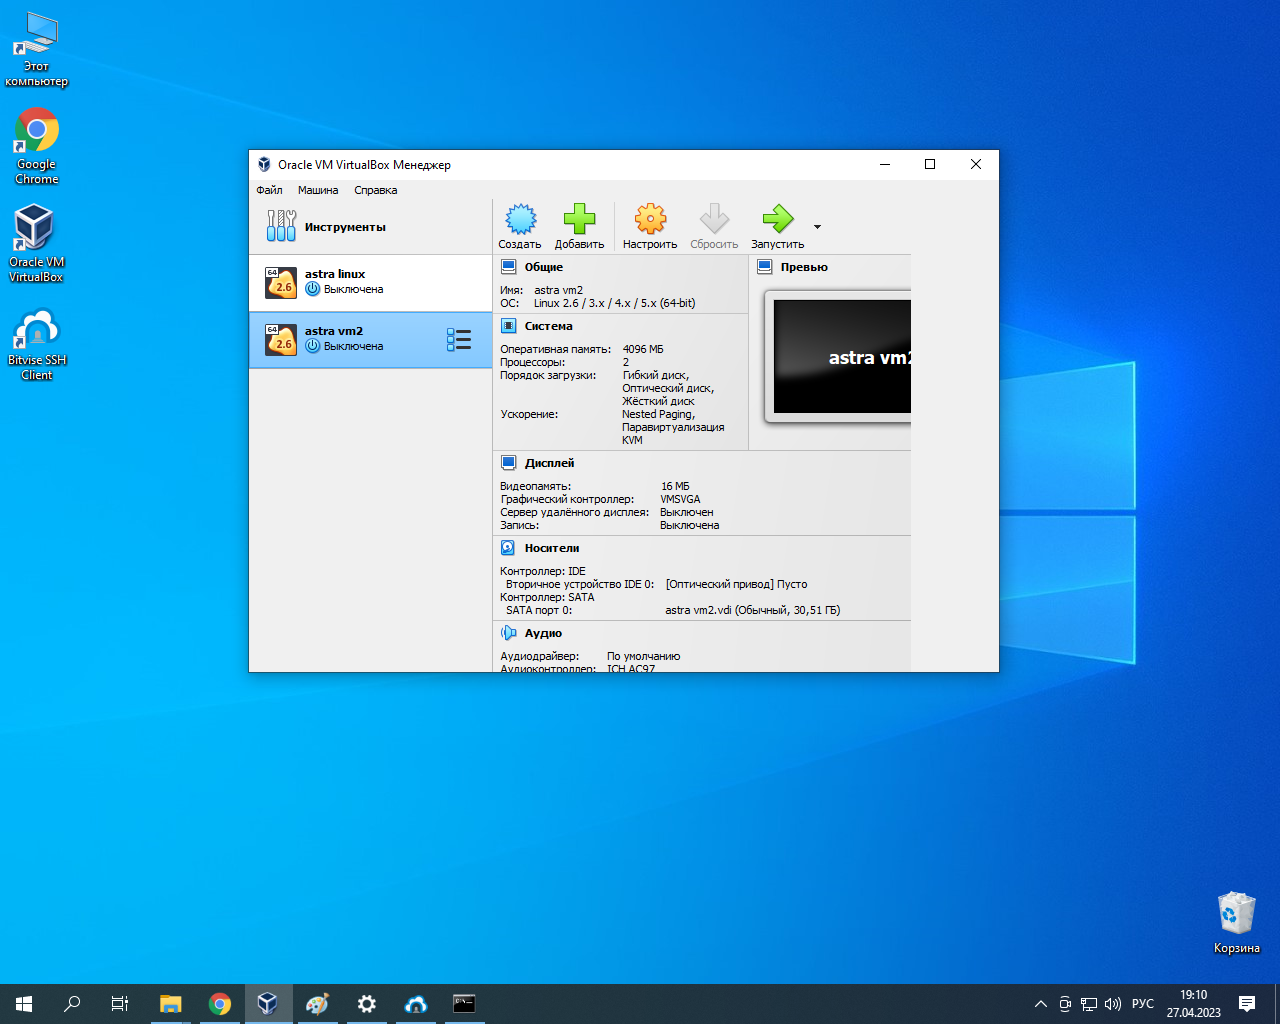 Этот
компьютер
Google
Chrome
Oracle VM
VirtualBox
Bitvise SSH
Client
Oracle VM VirtualBox Менеджер
Файл Машина Справка
Инструменты
Создать Добавить Настроить Сбросить Запустить
64
2.6
astra linux
Выключена
64
2.6
astra vm2
Выключена
Общие
Имя: astra vm2
ОС: Linux 2.6 / 3.x / 4.x / 5.x (64-bit)
Превью
astra vm2
Система
Оперативная память: 4096 МБ
Процессоры: 2
Порядок загрузки: Гибкий диск,
Оптический диск,
Жёсткий диск
Ускорение: Nested Paging,
Паравиртуализация
KVM
Дисплей
Видеопамять: 16 МБ
Графический контроллер: VMSVGA
Сервер удалённого дисплея: Выключен
Запись: Выключена
Носители
Контроллер: IDE
Вторичное устройство IDE 0: [Оптический привод] Пусто
Контроллер: SATA
SATA порт 0: astra vm2.vdi (Обычный, 30,51 ГБ)
Аудио
Аудиодрайвер: По умолчанию
Аудиоконтроллер: ICH AC97
Корзина
РУС
19:10
27.04.2023